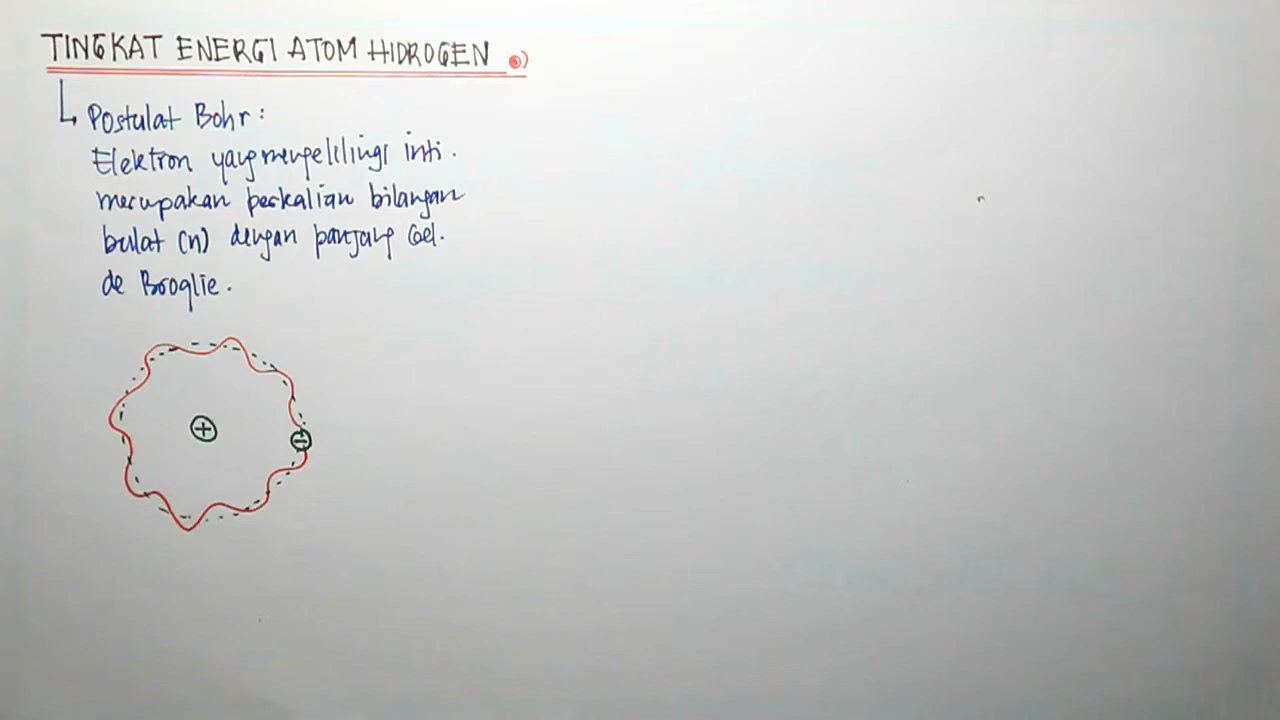 TINGKAT ENERGI ATOM HIDROGEN
Postulat Bohr :
Elektron yang mengelilingi inti.
merupakan perkalian bilangan
bulat (n) dengan panjang Gel.
de Broglie.
+
−